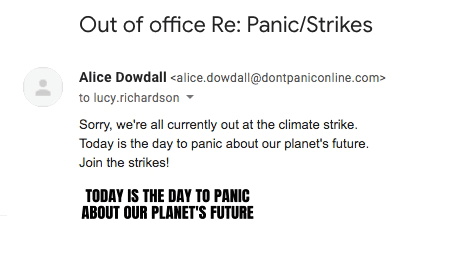 Out of office Re: Panic/Strikes
Alice Dowdall <alice.dowdall@dontpaniconline.com>
to lucy.richardson
Sorry, we're all currently out at the climate strike.
Today is the day to panic about our planet's future.
Join the strikes!
TODAY IS THE DAY TO PANIC
ABOUT OUR PLANET'S FUTURE